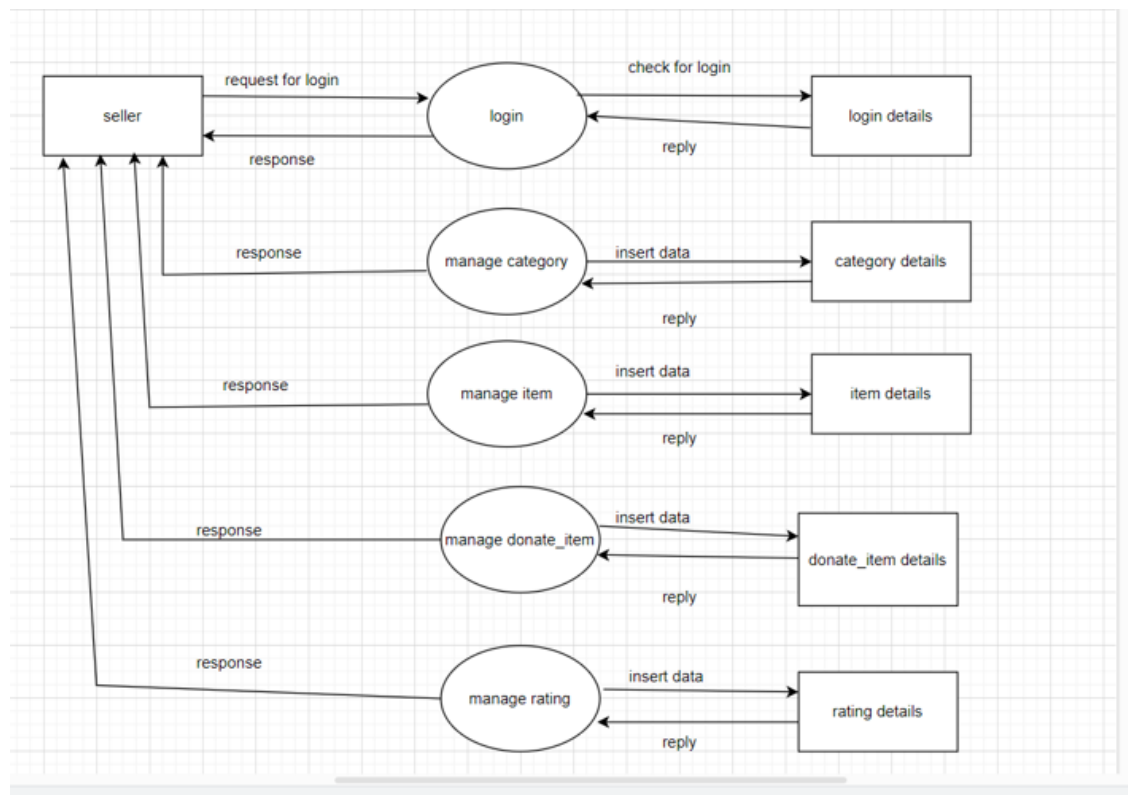 request for login
check for login
seller
login
login details
response
reply
response
manage category
insert data
category details
reply
response
manage item
insert data
item details
reply
response
manage donate_item
insert data
donate_item details
reply
response
manage rating
insert data
rating details
reply